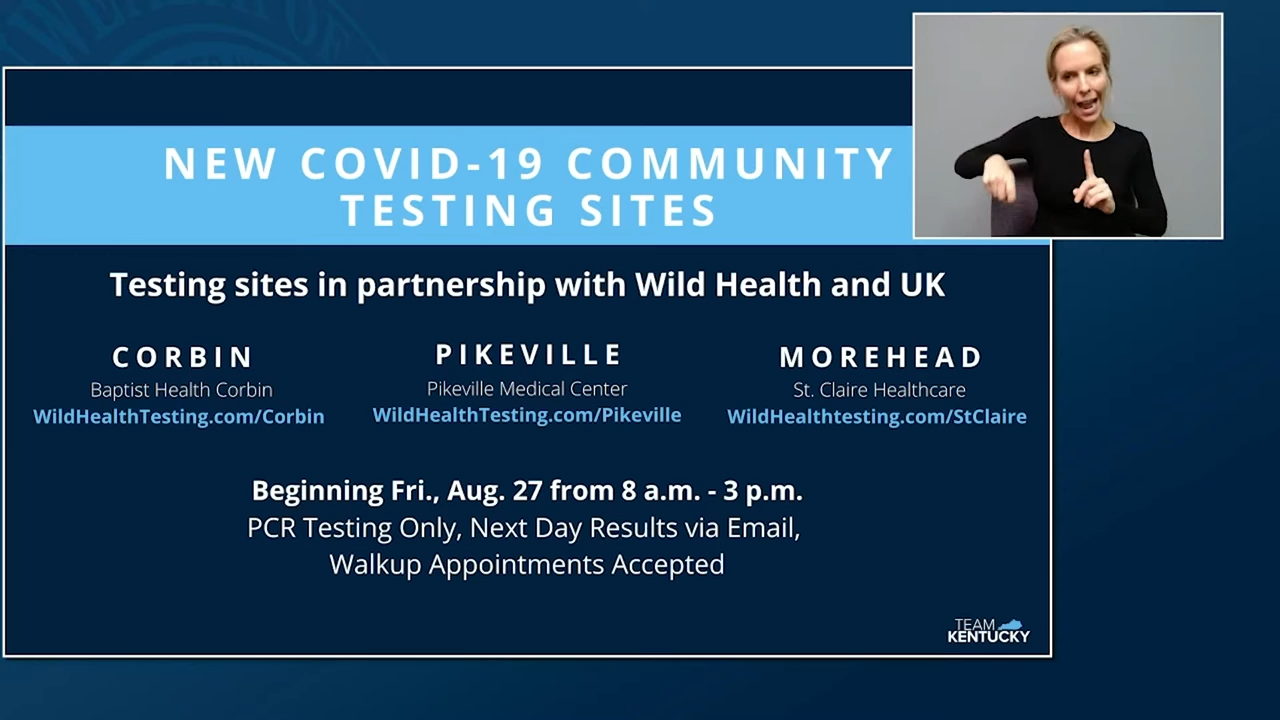 NEW COVID-19 COMMUNITY
TESTING SITES
Testing sites in partnership with Wild Health and UK
CORBIN
Baptist Health Corbin
WildHealthTesting.com/Corbin
PIKEVILLE
Pikeville Medical Center
WildHealthTesting.com/Pikeville
MOREHEAD
St. Claire Healthcare
WildHealthtesting.com/StClaire
Beginning Fri., Aug. 27 from 8 a.m. - 3 p.m.
PCR Testing Only, Next Day Results via Email,
Walkup Appointments Accepted
TEAM
KENTUCKY